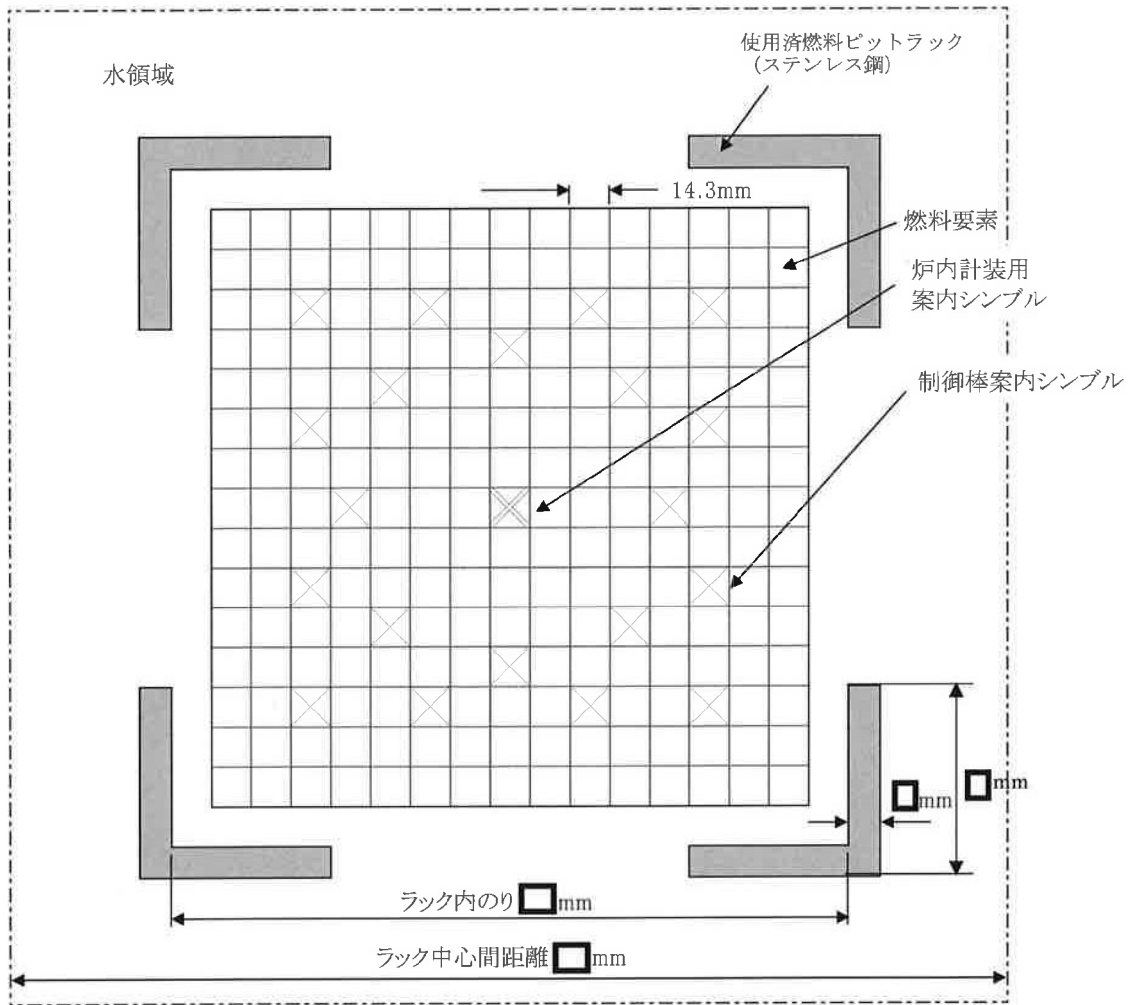 使用済燃料ピットラック
(ステンレス鋼)
水領域
14.3mm
燃料要素
炉内計装用
案内シンブル
制御棒案内シンブル
mm
mm
ラック内のり mm
ラック中心間距離 mm